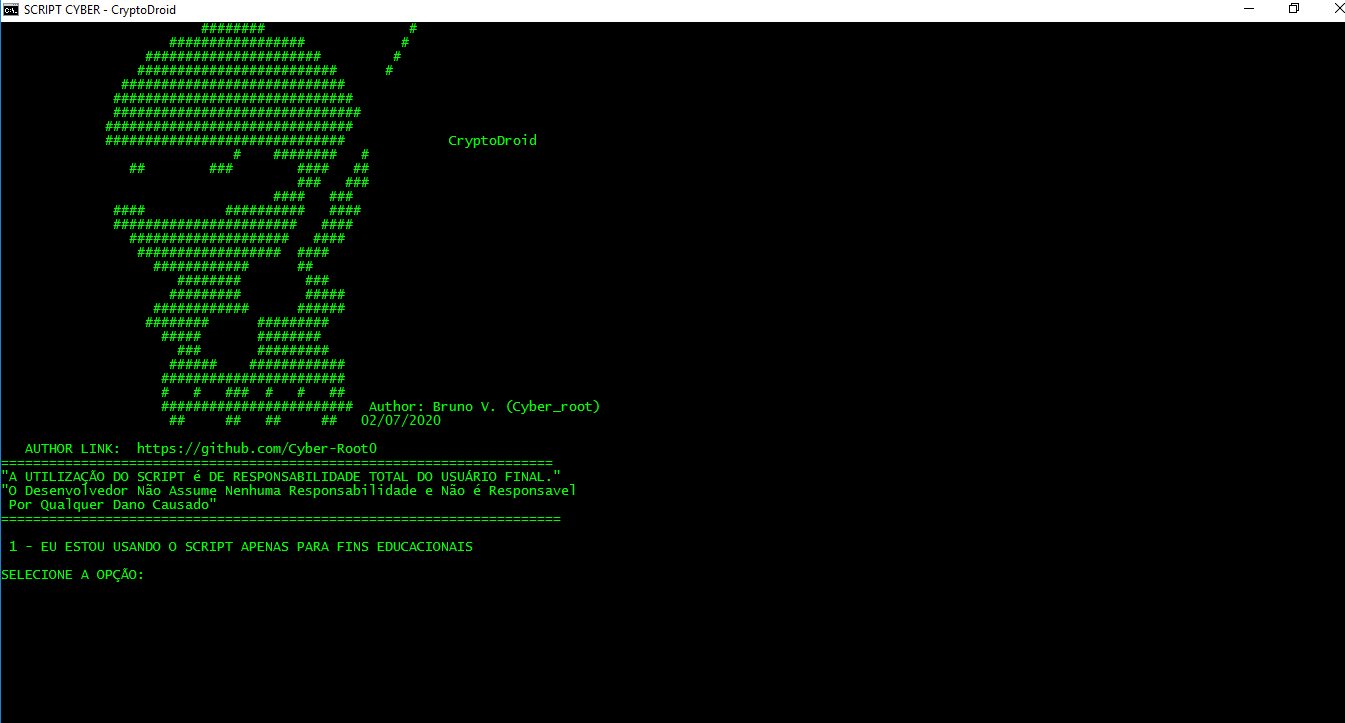 SCRIPT CYBER - CryptoDroid
CryptoDroid
Author: Bruno V. (Cyber_root)
02/07/2020
AUTHOR LINK:  https://github.com/Cyber-Root0
=====================================================================
"A UTILIZAÇÃO DO SCRIPT é DE RESPONSABILIDADE TOTAL DO USUÁRIO FINAL."
"O Desenvolvedor Não Assume Nenhuma Responsabilidade e Não é Responsavel
Por Qualquer Dano Causado"
======================================================================
1 - EU ESTOU USANDO O SCRIPT APENAS PARA FINS EDUCACIONAIS
SELECIONE A OPÇÃO: